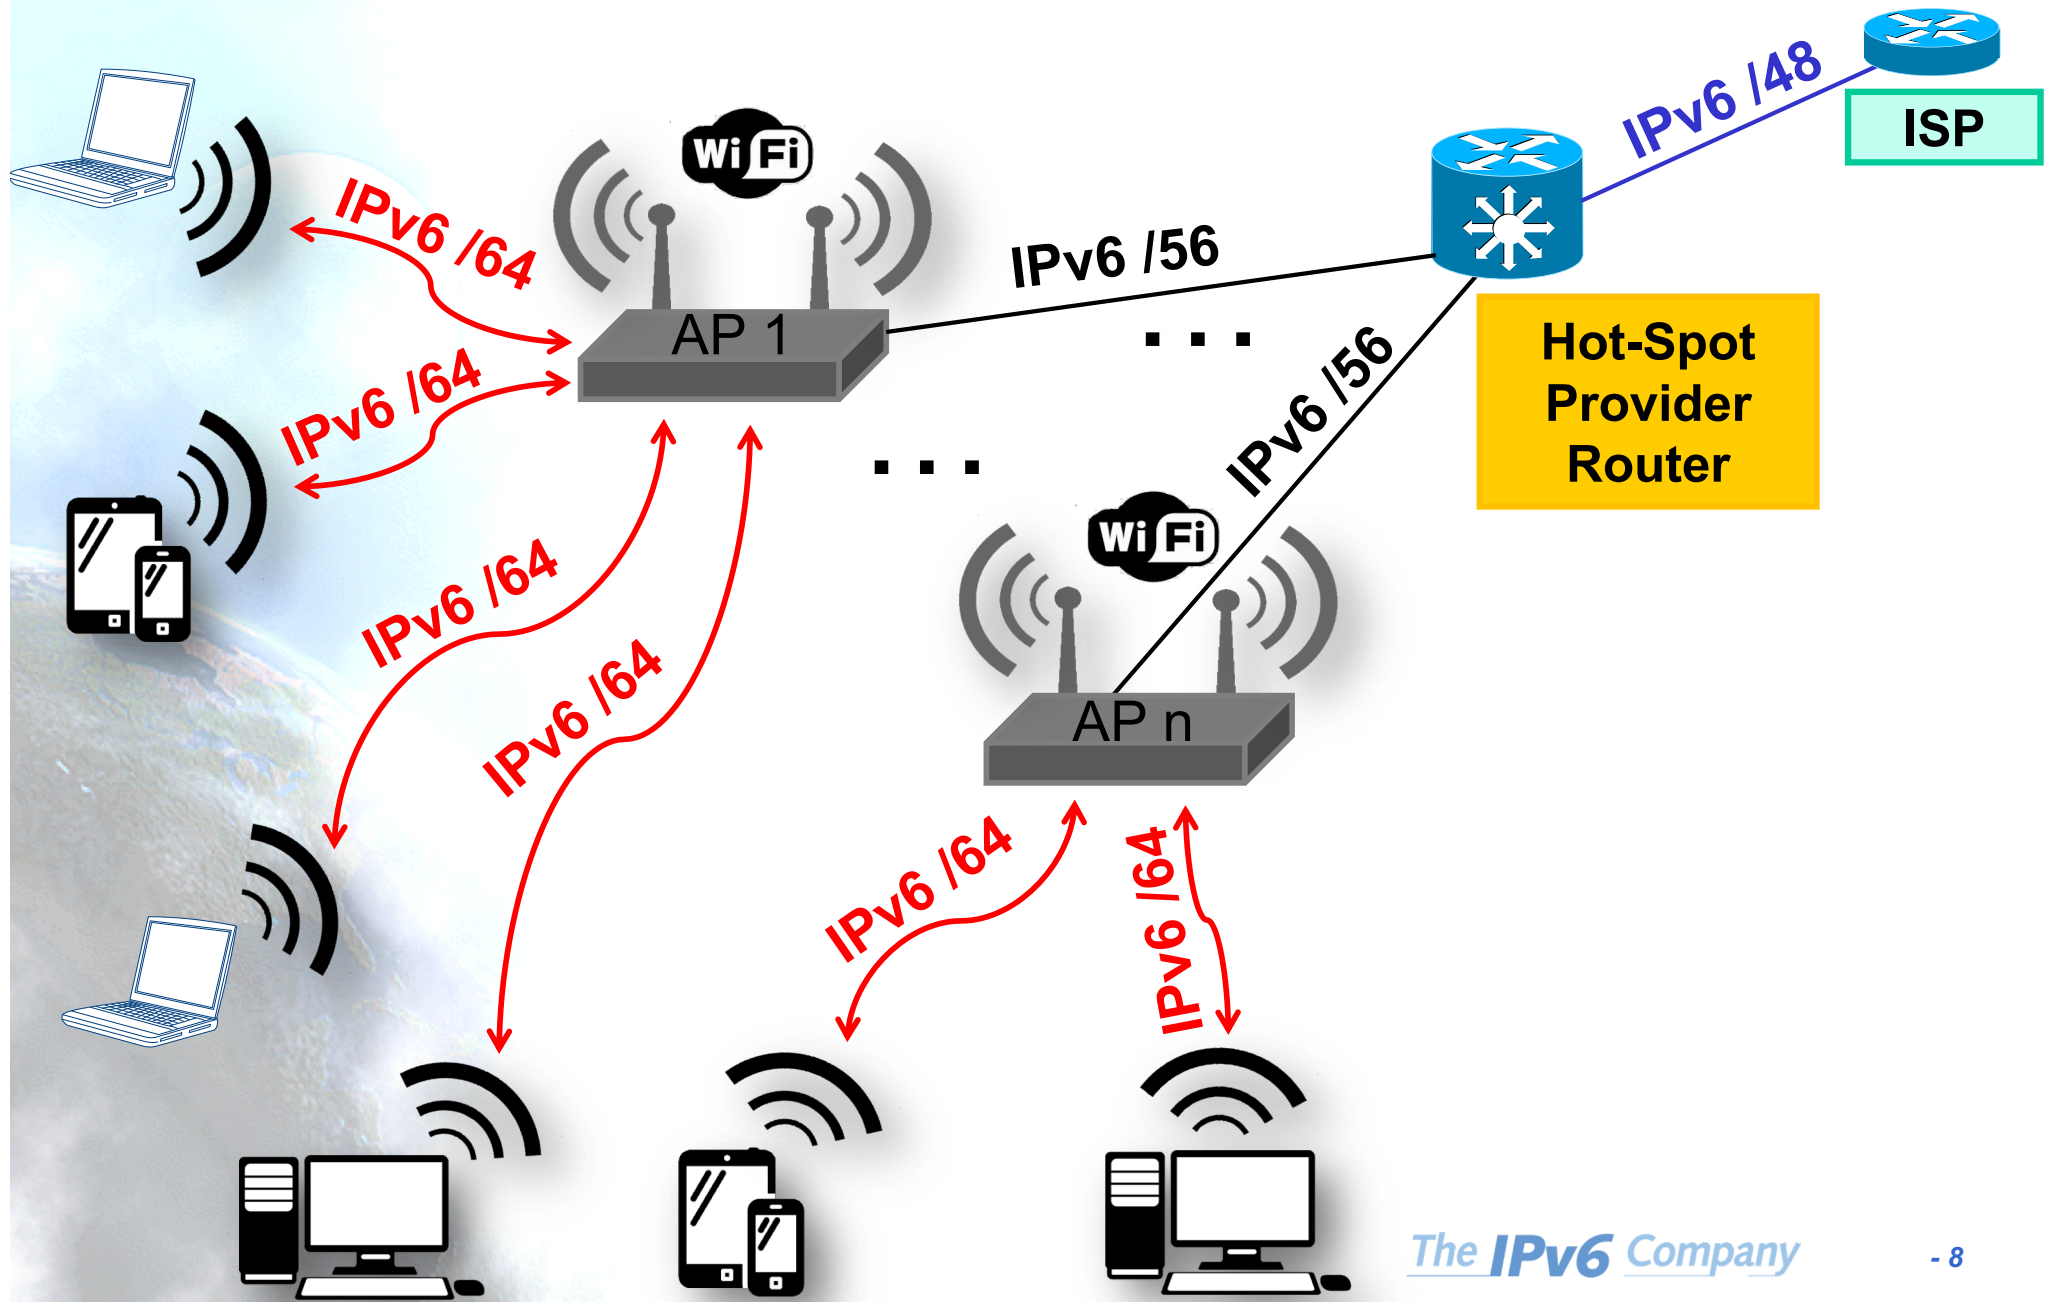 IPv6 /48
ISP
Wi Fi
IPv6 /64
IPv6 /56
AP 1
Hot-Spot
Provider
Router
. . .
IPv6 /64
IPv6 /56
. . .
Wi Fi
IPv6 /64
IPv6 /64
AP n
IPv6 /64
IPv6 /64
The IPv6 Company
- 8